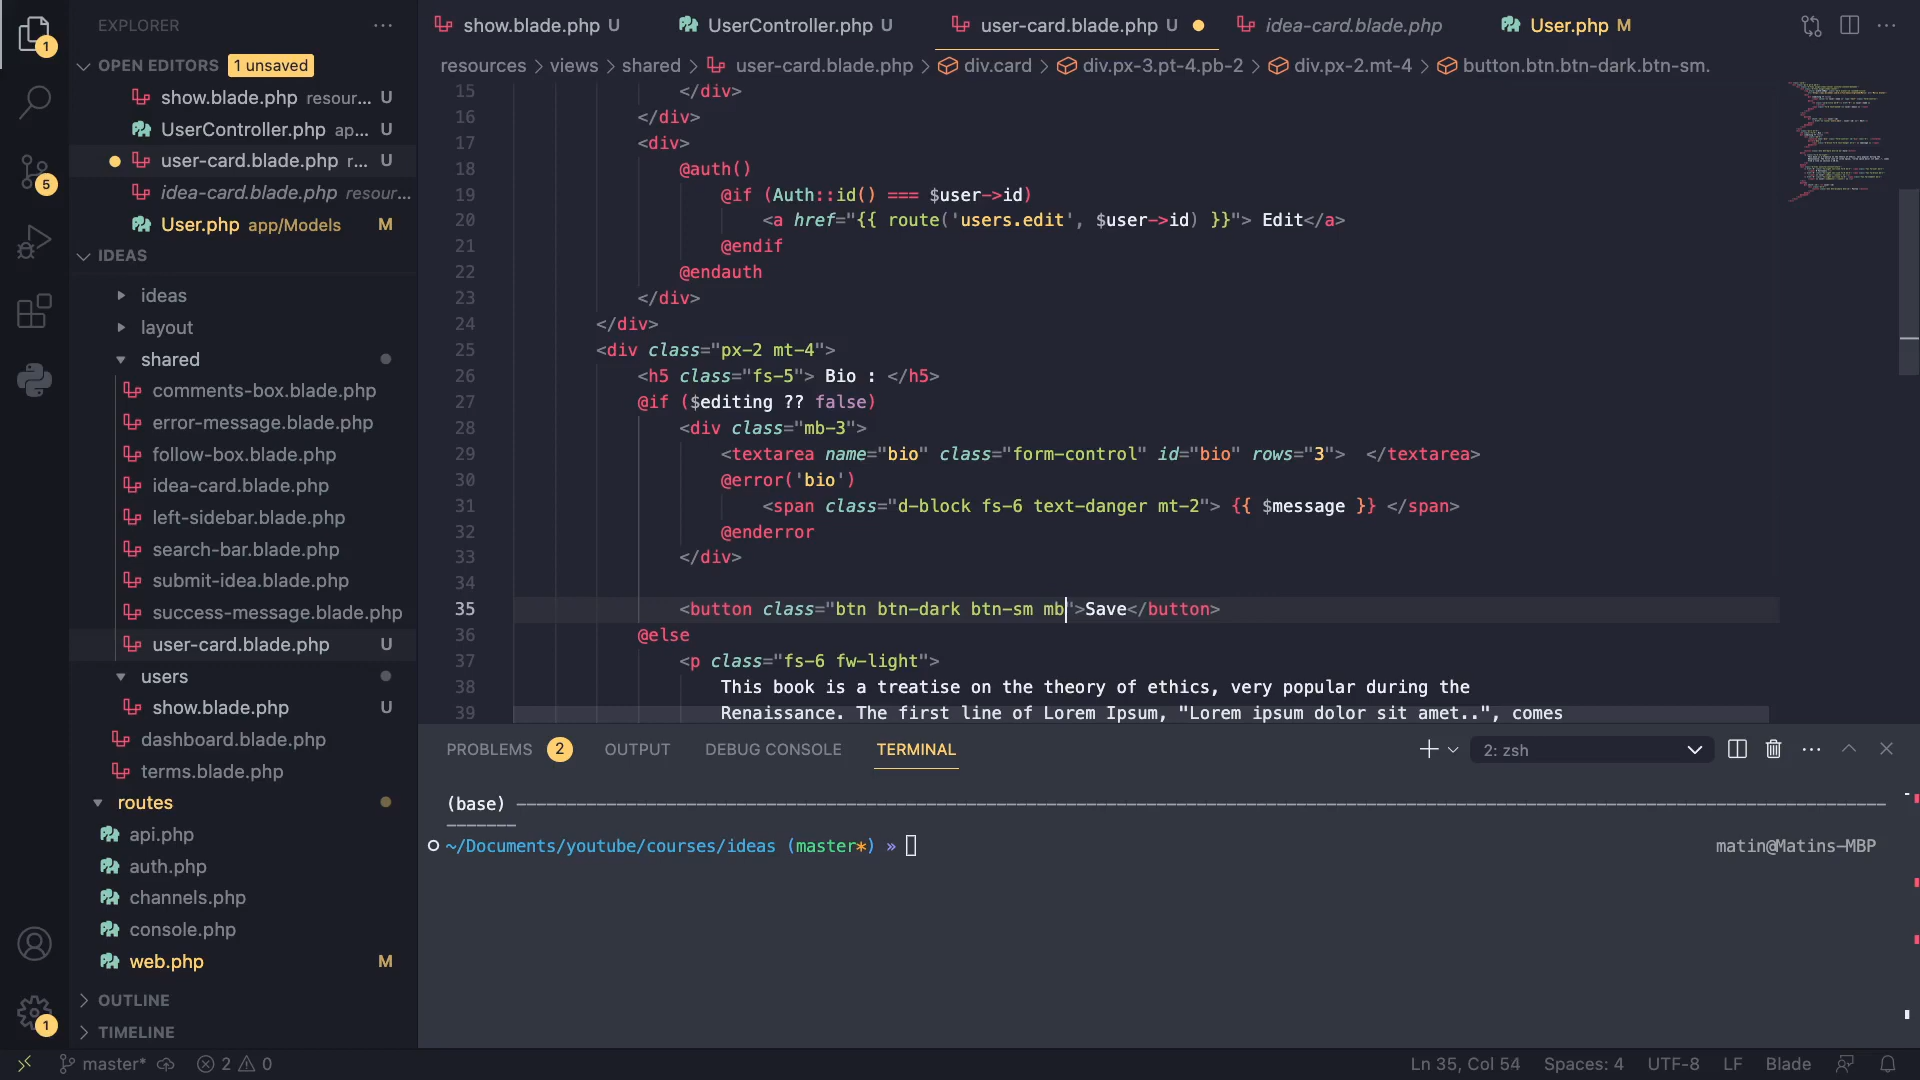 EXPLORER
1
OPEN EDITORS 1 unsaved
show.blade.php resour... U
UserController.php ap... U
user-card.blade.php r... U
idea-card.blade.php resour...
User.php app/Models M
5
IDEAS
ideas
layout
shared
comments-box.blade.php
error-message.blade.php
follow-box.blade.php
idea-card.blade.php
left-sidebar.blade.php
search-bar.blade.php
submit-idea.blade.php
success-message.blade.php
user-card.blade.php U
users
show.blade.php U
dashboard.blade.php
terms.blade.php
routes
api.php
auth.php
channels.php
console.php
web.php M
OUTLINE
1
TIMELINE
show.blade.php U UserController.php U user-card.blade.php U idea-card.blade.php User.php M
resources > views > shared > user-card.blade.php > div.card > div.px-3.pt-4.pb-2 > div.px-2.mt-4 > button.btn.btn-dark.btn-sm.
15 </div>
16 </div>
17 <div>
18 @auth()
19 @if (Auth::id() === $user->id)
20 <a href="{{ route('users.edit', $user->id) }}"> Edit</a>
21 @endif
22 @endauth
23 </div>
24 </div>
25 <div class="px-2 mt-4">
26 <h5 class="fs-5"> Bio : </h5>
27 @if ($editing ?? false)
28 <div class="mb-3">
29 <textarea name="bio" class="form-control" id="bio" rows="3">  </textarea>
30 @error('bio')
31 <span class="d-block fs-6 text-danger mt-2"> {{ $message }} </span>
32 @enderror
33 </div>
34
35 <button class="btn btn-dark btn-sm mb">Save</button>
36 @else
37 <p class="fs-6 fw-light">
38 This book is a treatise on the theory of ethics, very popular during the
39 Renaissance. The first line of Lorem Ipsum, "Lorem ipsum dolor sit amet..", comes
PROBLEMS 2 OUTPUT DEBUG CONSOLE TERMINAL 2: zsh
(base)
~/Documents/youtube/courses/ideas (master*) » matin@Matins-MBP
master* 2 0 Ln 35, Col 54 Spaces: 4 UTF-8 LF Blade